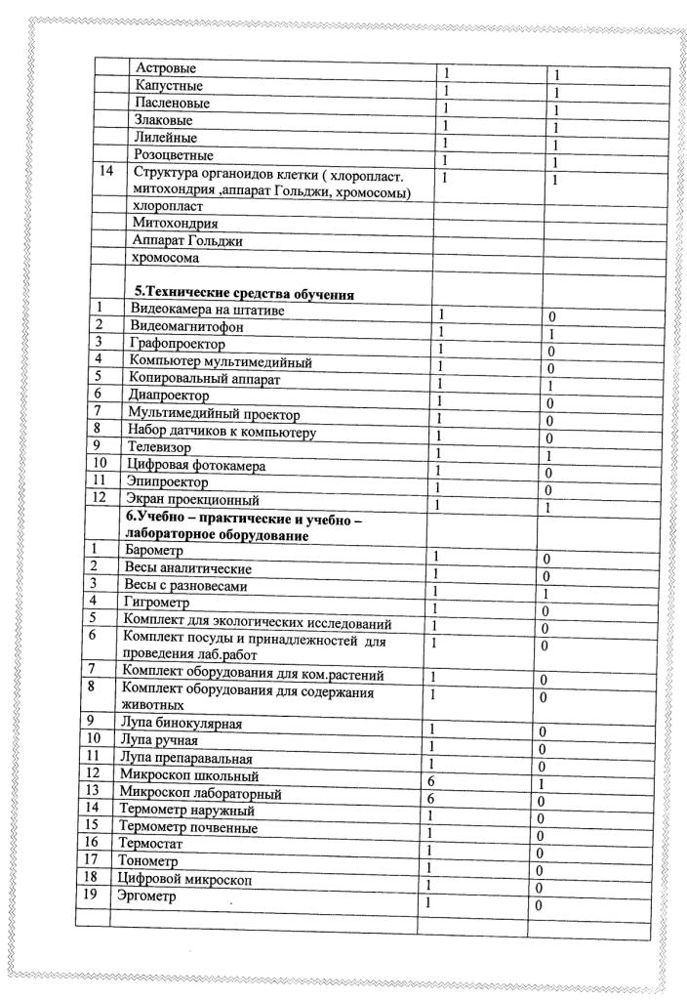 Астровые 1 1
Капустные 1 1
Пасленовые 1 1
Злаковые 1 1
Лилейные 1 1
Розоцветные 1 1
14 Структура органоидов клетки ( хлоропласт. 1 1
митохондрия ,аппарат Гольджи, хромосомы)
хлоропласт
Митохондрия
Аппарат Гольджи
хромосома
5.Технические средства обучения
1 Видеокамера на штативе 1 0
2 Видеомагнитофон 1 1
3 Графопроектор 1 0
4 Компьютер мультимедийный 1 0
5 Копировальный аппарат 1 1
6 Диапроектор 1 0
7 Мультимедийный проектор 1 0
8 Набор датчиков к компьютеру 1 0
9 Телевизор 1 1
10 Цифровая фотокамера 1 0
11 Эпипроектор 1 0
12 Экран проекционный 1 1
6.Учебно – практические и учебно –
лабораторное оборудование
1 Барометр 1 0
2 Весы аналитические 1 0
3 Весы с разновесами 1 1
4 Гигрометр 1 0
5 Комплект для экологических исследований 1 0
6 Комплект посуды и принадлежностей для 1 0
проведения лаб.работ
7 Комплект оборудования для ком.растений 1 0
8 Комплект оборудования для содержания 1 0
животных
9 Лупа бинокулярная 1 0
10 Лупа ручная 1 0
11 Лупа препаравальная 1 0
12 Микроскоп школьный 6 1
13 Микроскоп лабораторный 6 0
14 Термометр наружный 1 0
15 Термометр почвенные 1 0
16 Термостат 1 0
17 Тонометр 1 0
18 Цифровой микроскоп 1 0
19 Эргометр 1 0